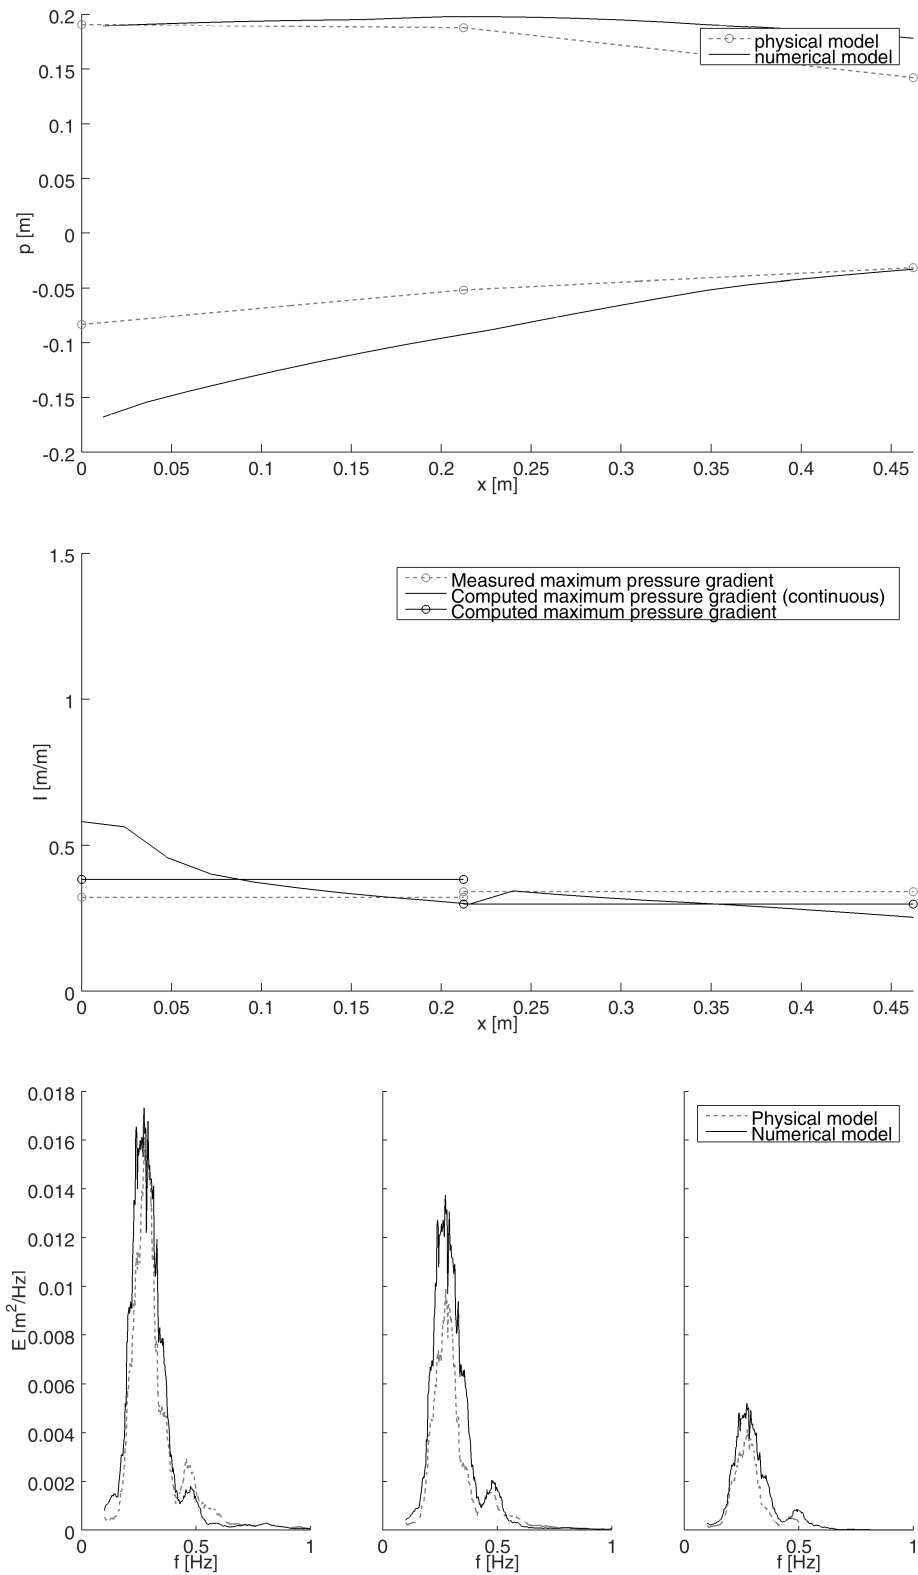 0.2
0.15
0.1
0.05
0
-0.05
-0.1
-0.15
-0.2
p [m]
physical model
numerical model
0 0.05 0.1 0.15 0.2 0.25 0.3 0.35 0.4 0.45
x [m]
1.5
1
0.5
0
I [m/m]
Measured maximum pressure gradient
Computed maximum pressure gradient (continuous)
Computed maximum pressure gradient
0 0.05 0.1 0.15 0.2 0.25 0.3 0.35 0.4 0.45
x [m]
0.018
0.016
0.014
0.012
0.01
0.008
0.006
0.004
0.002
0
E [m²/Hz]
Physical model
Numerical model
0 0.5 1 0 0.5 1 0 0.5 1
f [Hz] f [Hz] f [Hz]